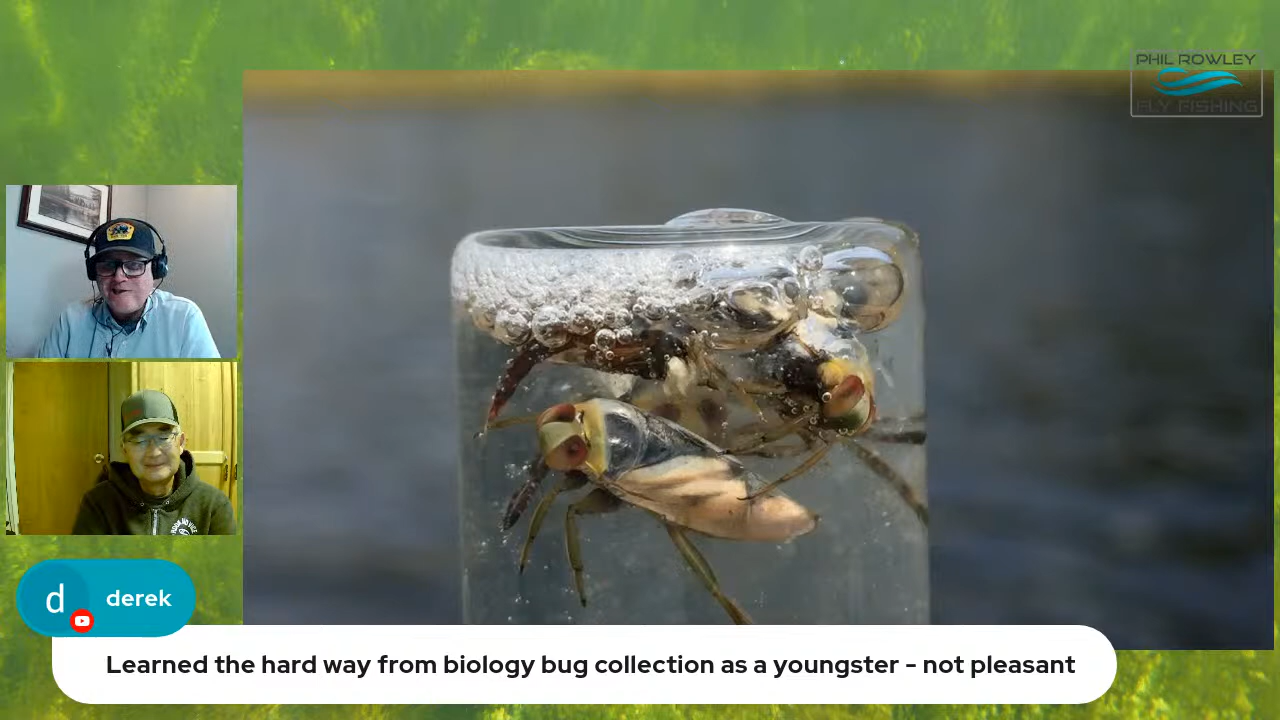 PHIL ROWLEY
FLY FISHING
d derek
Learned the hard way from biology bug collection as a youngster - not pleasant